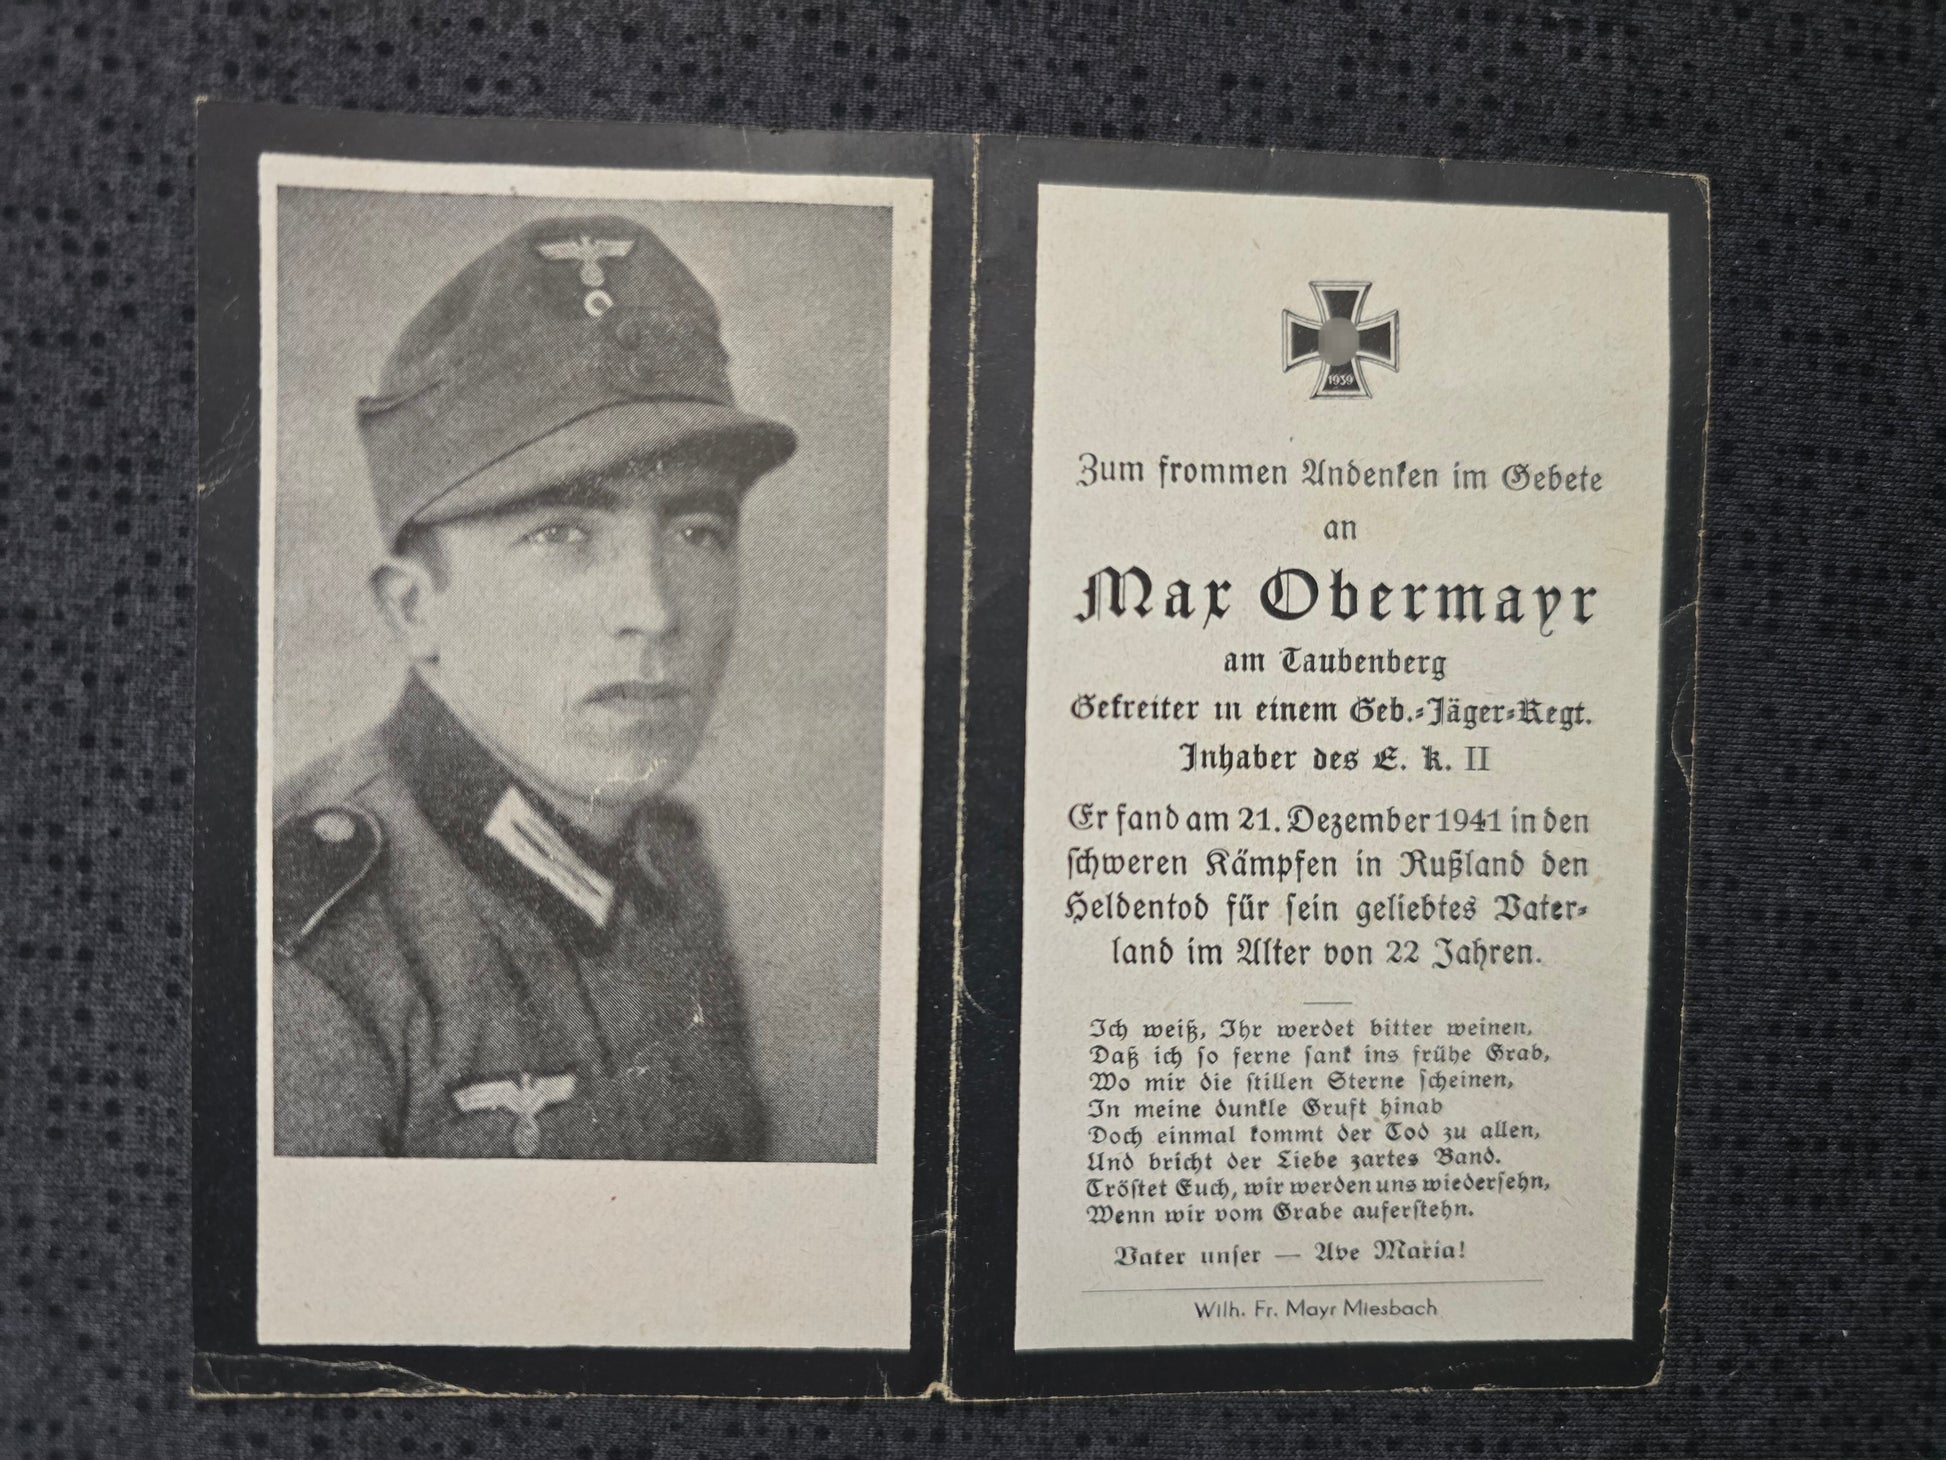 1939
Zum frommen Andenken im Gebete
an
Max Obermayr
am Taubenberg
Gefreiter in einem Geb.-Jäger-Regt.
Inhaber des E. K. II
Er fand am 21. Dezember 1941 in den
schweren Kämpfen in Rußland den
Heldentod für sein geliebtes Vater-
land im Alter von 22 Jahren.
Ich weiß, Ihr werdet bitter weinen,
Daß ich so ferne sank ins frühe Grab,
Wo mir die stillen Sterne scheinen,
In meine dunkle Gruft hinab
Doch einmal kommt der Tod zu allen,
Und bricht der Liebe zartes Band.
Tröstet Euch, wir werden uns wiedersehn,
Wenn wir vom Grabe auferstehn.
Vater unser — Ave Maria!
Wilh. Fr. Mayr Miesbach